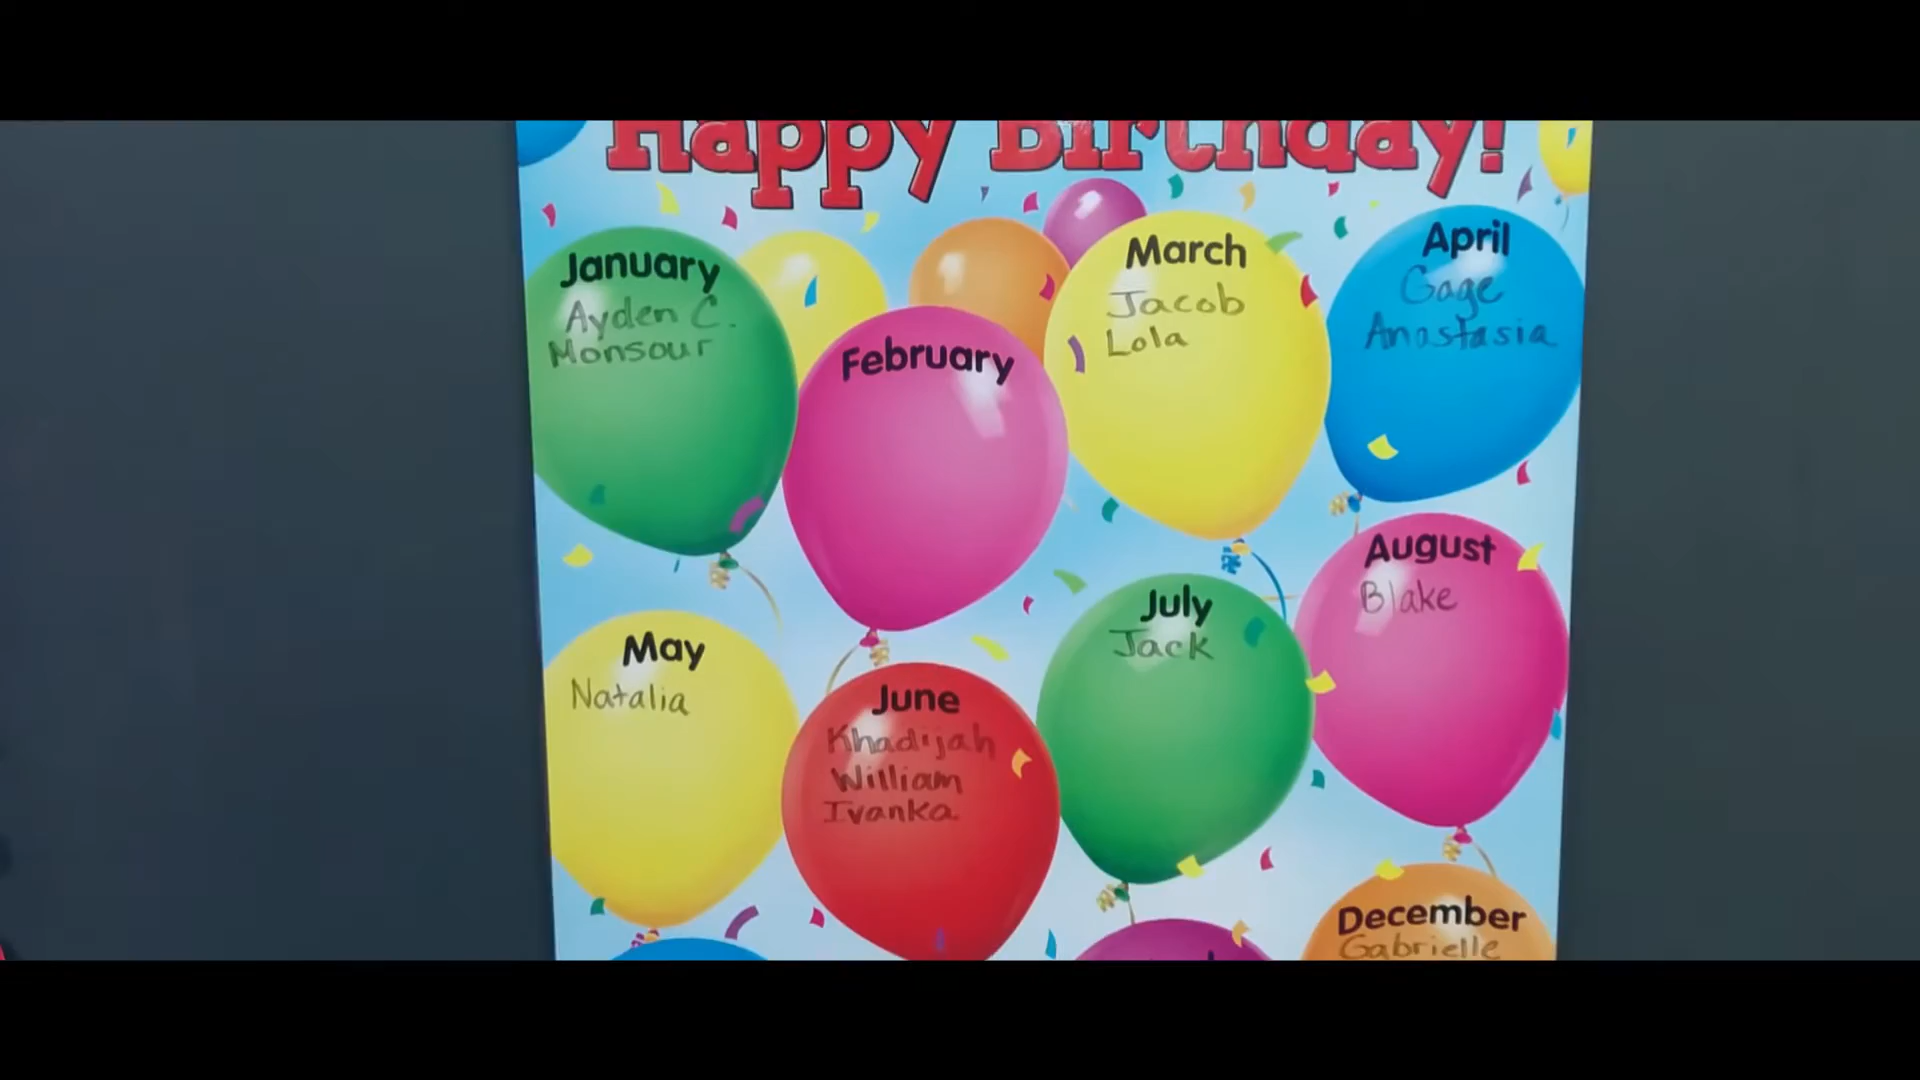 Happy Birthday!
January
Ayden C.
Monsour
February
March
Jacob
Lola
April
Gage
Anastasia
May
Natalia
June
Khadijah
William
Ivanka
July
Jack
August
Blake
December
Gabrielle